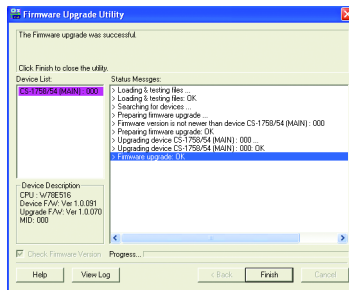 Firmware Upgrade Utility
The Firmware upgrade was successful
Click Finish to close the utility.
Device List:
CS-1758/54 (MAIN) : 000
Status Messges:
> Loading & testing files ...
> Loading & testing files: OK
> Searching for devices ...
> Preparing firmware upgrade ...
> Firmware version is not newer than device CS-1758/54 (MAIN) : 000
> Preparing firmware upgrade: OK
> Upgrading device CS-1758/54 (MAIN) : 000 ...
> Upgrading device CS-1758/54 (MAIN) : 000: OK
> Firmware upgrade: OK
Device Description
CPU : W78E516
Device F/W: Ver 1.0.091
Upgrade F/W: Ver 1.0.070
MID: 000
Check Firmware Version
Progress...
Help
View Log
< Back
Finish
Cancel